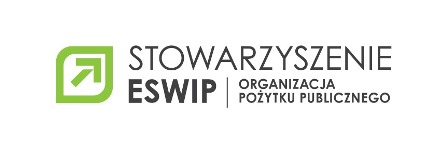 STOWARZYSZENIE
ESWIP | ORGANIZACJA
POŻYTKU PUBLICZNEGO